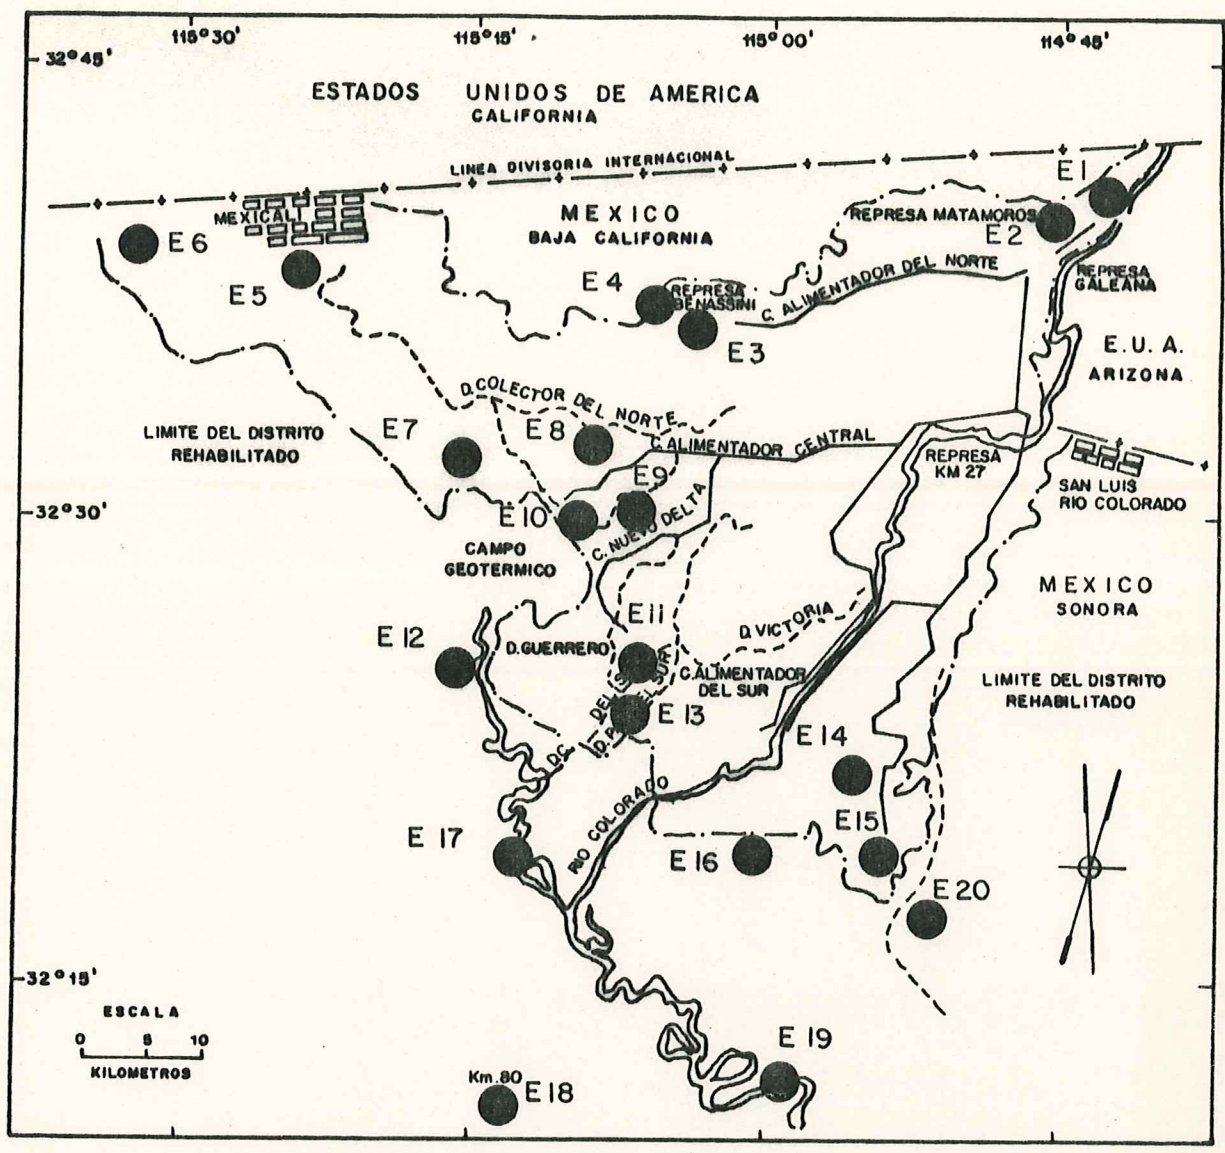 115°30'
115°15'
115°00'
114°45'
32°45'
ESTADOS UNIDOS DE AMERICA
CALIFORNIA
LINEA DIVISORIA INTERNACIONAL
E1
MEXICALI
MEXICO
BAJA CALIFORNIA
REPRESA MATAMOROS
E2
E6
E5
E4
REPRESA
BENASSINI
C. ALIMENTADOR DEL NORTE
REPRESA
GALEANA
E3
E.U.A.
ARIZONA
D. COLECTOR DEL NORTE
LIMITE DEL DISTRITO
REHABILITADO
E7
E8
C. ALIMENTADOR CENTRAL
REPRESA
KM 27
SAN LUIS
RIO COLORADO
E9
32°30'
E10
C. NUEVO DELTA
CAMPO
GEOTERMICO
MEXICO
SONORA
E11
E12
D. GUERRERO
D. VICTORIA
C. ALIMENTADOR
DEL SUR
LIMITE DEL DISTRITO
REHABILITADO
D.C.
DEL
D.
SUR
E13
E14
RIO COLORADO
E17
E16
E15
E20
32°15'
ESCALA
0 5 10
KILOMETROS
E19
Km.80
E18